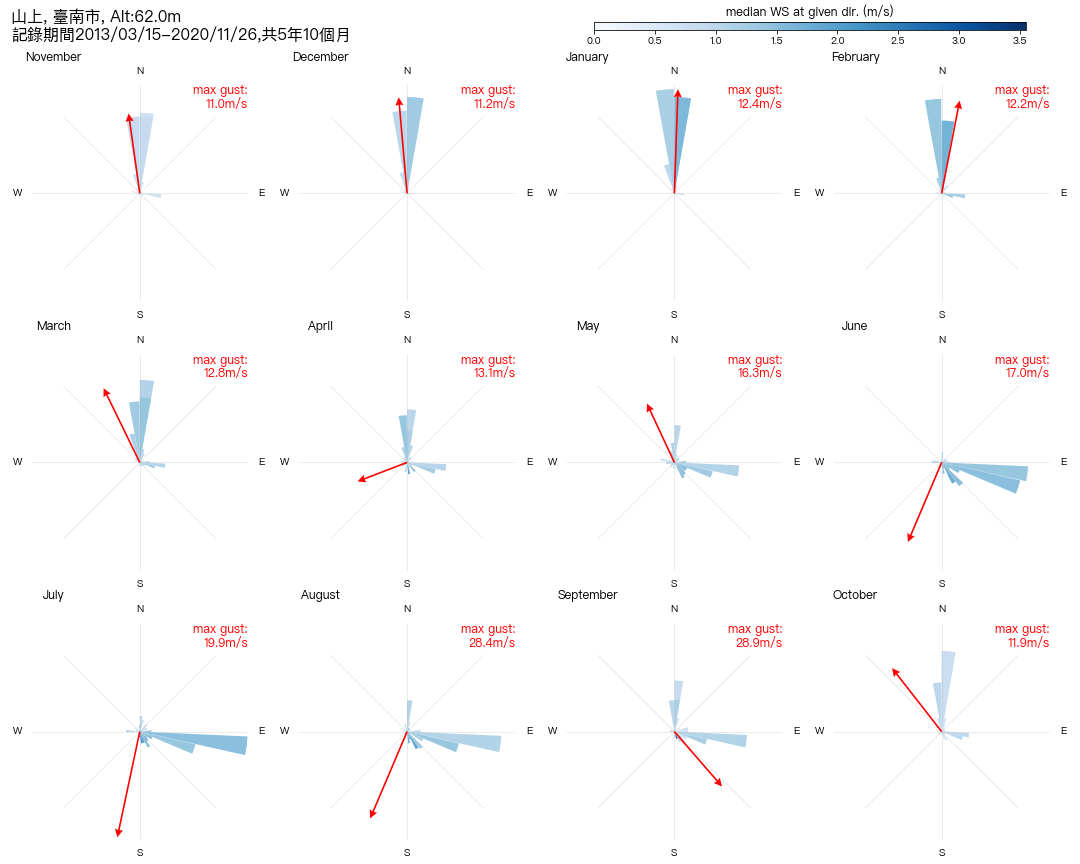 山上, 臺南市, Alt:62.0m
記錄期間2013/03/15–2020/11/26,共5年10個月
median WS at given dir. (m/s)
0.0 0.5 1.0 1.5 2.0 2.5 3.0 3.5
November
N
max gust:
11.0m/s
W
E
S
December
N
max gust:
11.2m/s
W
E
S
January
N
max gust:
12.4m/s
W
E
S
February
N
max gust:
12.2m/s
W
E
S
March
N
max gust:
12.8m/s
W
E
S
April
N
max gust:
13.1m/s
W
E
S
May
N
max gust:
16.3m/s
W
E
S
June
N
max gust:
17.0m/s
W
E
S
July
N
max gust:
19.9m/s
W
E
S
August
N
max gust:
28.4m/s
W
E
S
September
N
max gust:
28.9m/s
W
E
S
October
N
max gust:
11.9m/s
W
E
S